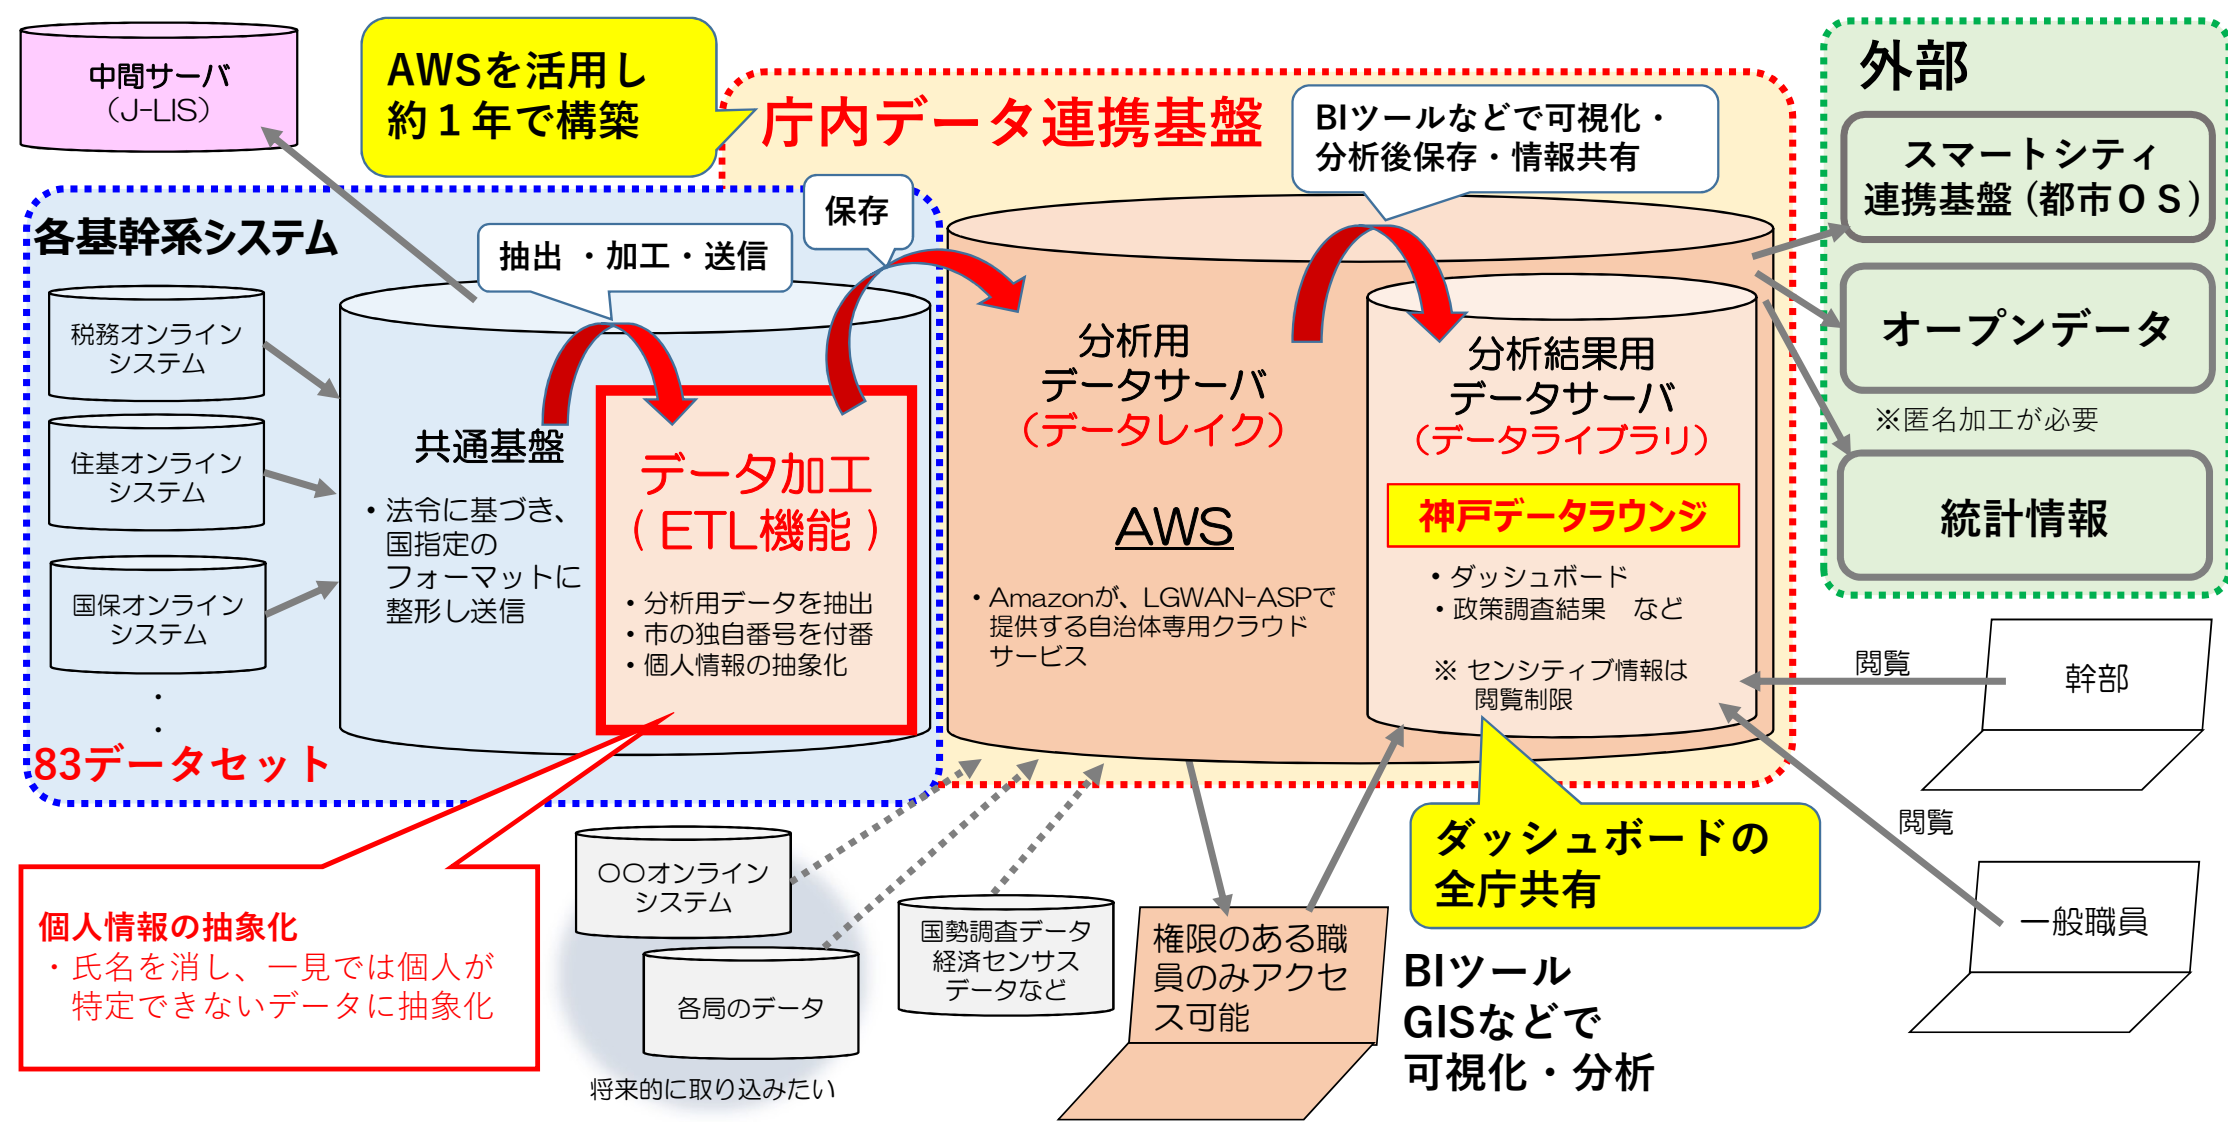 中間サーバ
（J-LIS）
AWSを活用し
約１年で構築
庁内データ連携基盤
BIツールなどで可視化・
分析後保存・情報共有
外部
スマートシティ
連携基盤（都市ＯＳ）
オープンデータ
※匿名加工が必要
統計情報
各基幹系システム
抽出 ・加工・送信
保存
税務オンライン
システム
住基オンライン
システム
国保オンライン
システム
・
・
83データセット
共通基盤
・法令に基づき、
国指定の
フォーマットに
整形し送信
データ加工
（ETL機能）
・分析用データを抽出
・市の独自番号を付番
・個人情報の抽象化
分析用
データサーバ
（データレイク）
AWS
・Amazonが、LGWAN-ASPで
提供する自治体専用クラウド
サービス
分析結果用
データサーバ
（データライブラリ）
神戸データラウンジ
・ダッシュボード
・政策調査結果　など
※ センシティブ情報は
閲覧制限
閲覧
幹部
閲覧
一般職員
ダッシュボードの
全庁共有
個人情報の抽象化
・氏名を消し、一見では個人が
特定できないデータに抽象化
〇〇オンライン
システム
各局のデータ
将来的に取り込みたい
国勢調査データ
経済センサス
データなど
権限のある職
員のみアクセ
ス可能
BIツール
GISなどで
可視化・分析